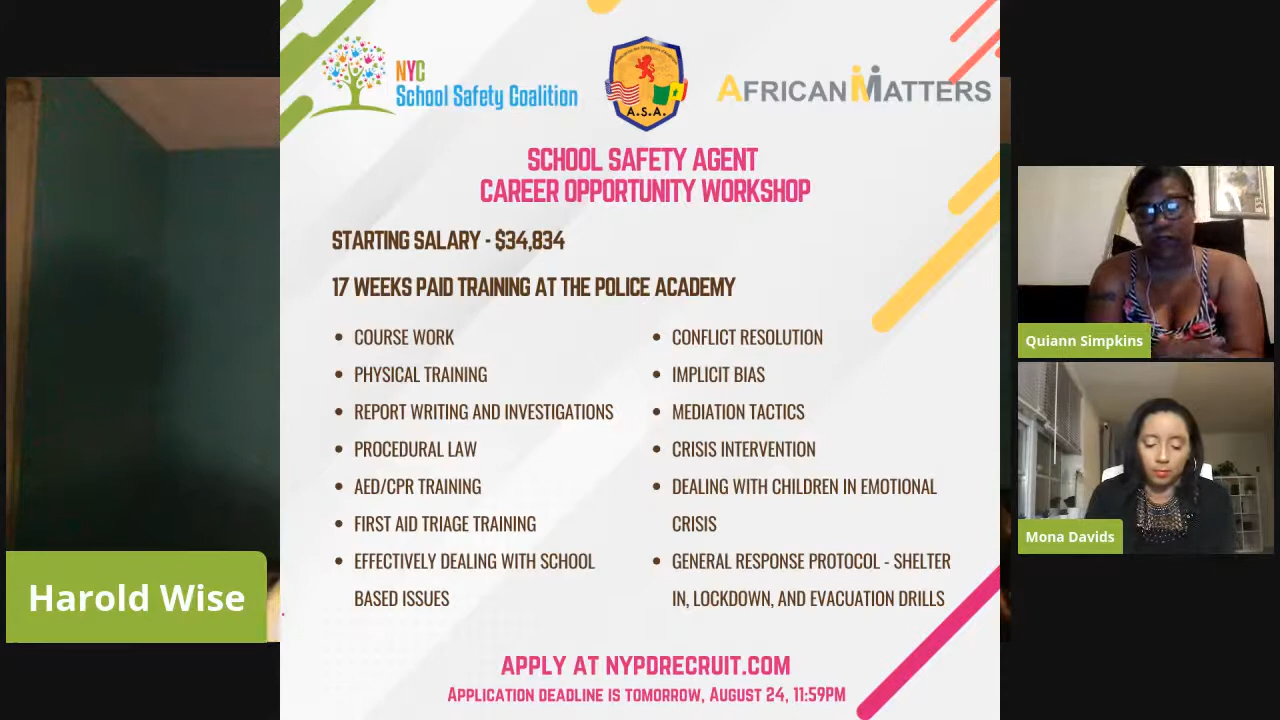 NYC
School Safety Coalition
A.S.A.
AFRICAN MATTERS
SCHOOL SAFETY AGENT
CAREER OPPORTUNITY WORKSHOP
STARTING SALARY - $34,834
17 WEEKS PAID TRAINING AT THE POLICE ACADEMY
• COURSE WORK
• PHYSICAL TRAINING
• REPORT WRITING AND INVESTIGATIONS
• PROCEDURAL LAW
• AED/CPR TRAINING
• FIRST AID TRIAGE TRAINING
• EFFECTIVELY DEALING WITH SCHOOL
BASED ISSUES
• CONFLICT RESOLUTION
• IMPLICIT BIAS
• MEDIATION TACTICS
• CRISIS INTERVENTION
• DEALING WITH CHILDREN IN EMOTIONAL
CRISIS
• GENERAL RESPONSE PROTOCOL - SHELTER
IN, LOCKDOWN, AND EVACUATION DRILLS
APPLY AT NYPDRECRUIT.COM
APPLICATION DEADLINE IS TOMORROW, AUGUST 24, 11:59PM
Harold Wise
Quiann Simpkins
Mona Davids